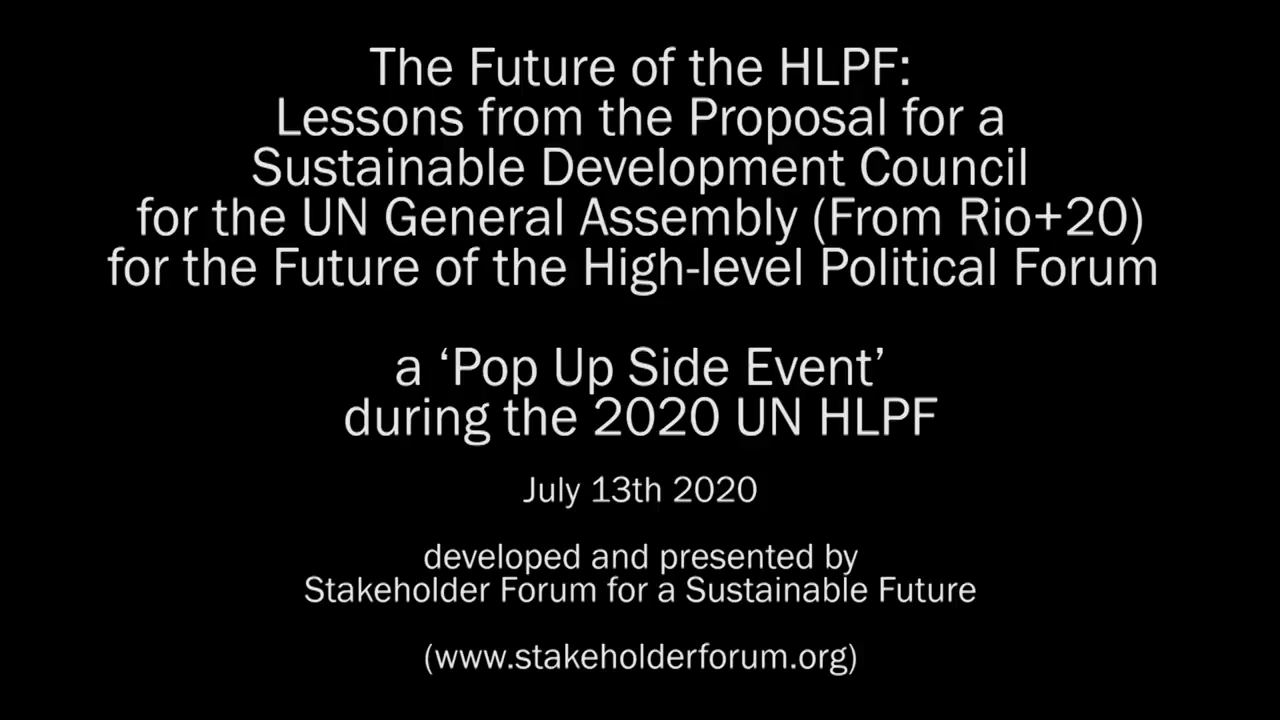 The Future of the HLPF:
Lessons from the Proposal for a
Sustainable Development Council
for the UN General Assembly (From Rio+20)
for the Future of the High-level Political Forum
a ‘Pop Up Side Event’
during the 2020 UN HLPF
July 13th 2020
developed and presented by
Stakeholder Forum for a Sustainable Future
(www.stakeholderforum.org)